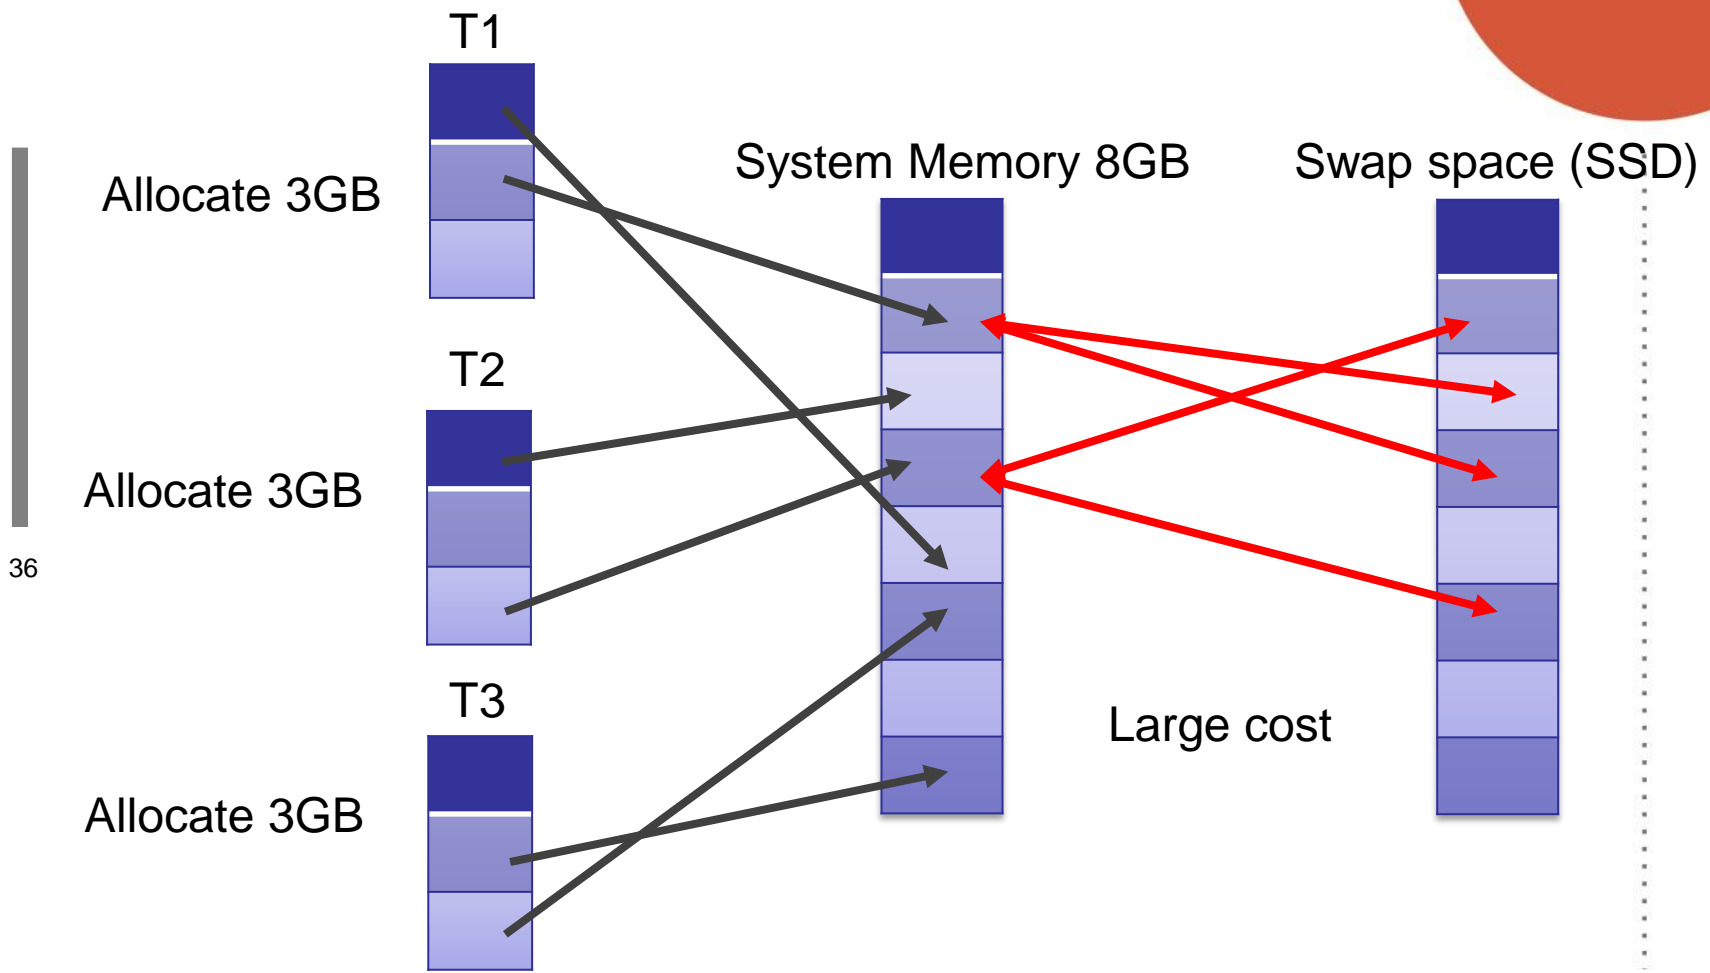 T1
Allocate 3GB
System Memory 8GB
Swap space (SSD)
T2
Allocate 3GB
36
T3
Large cost
Allocate 3GB